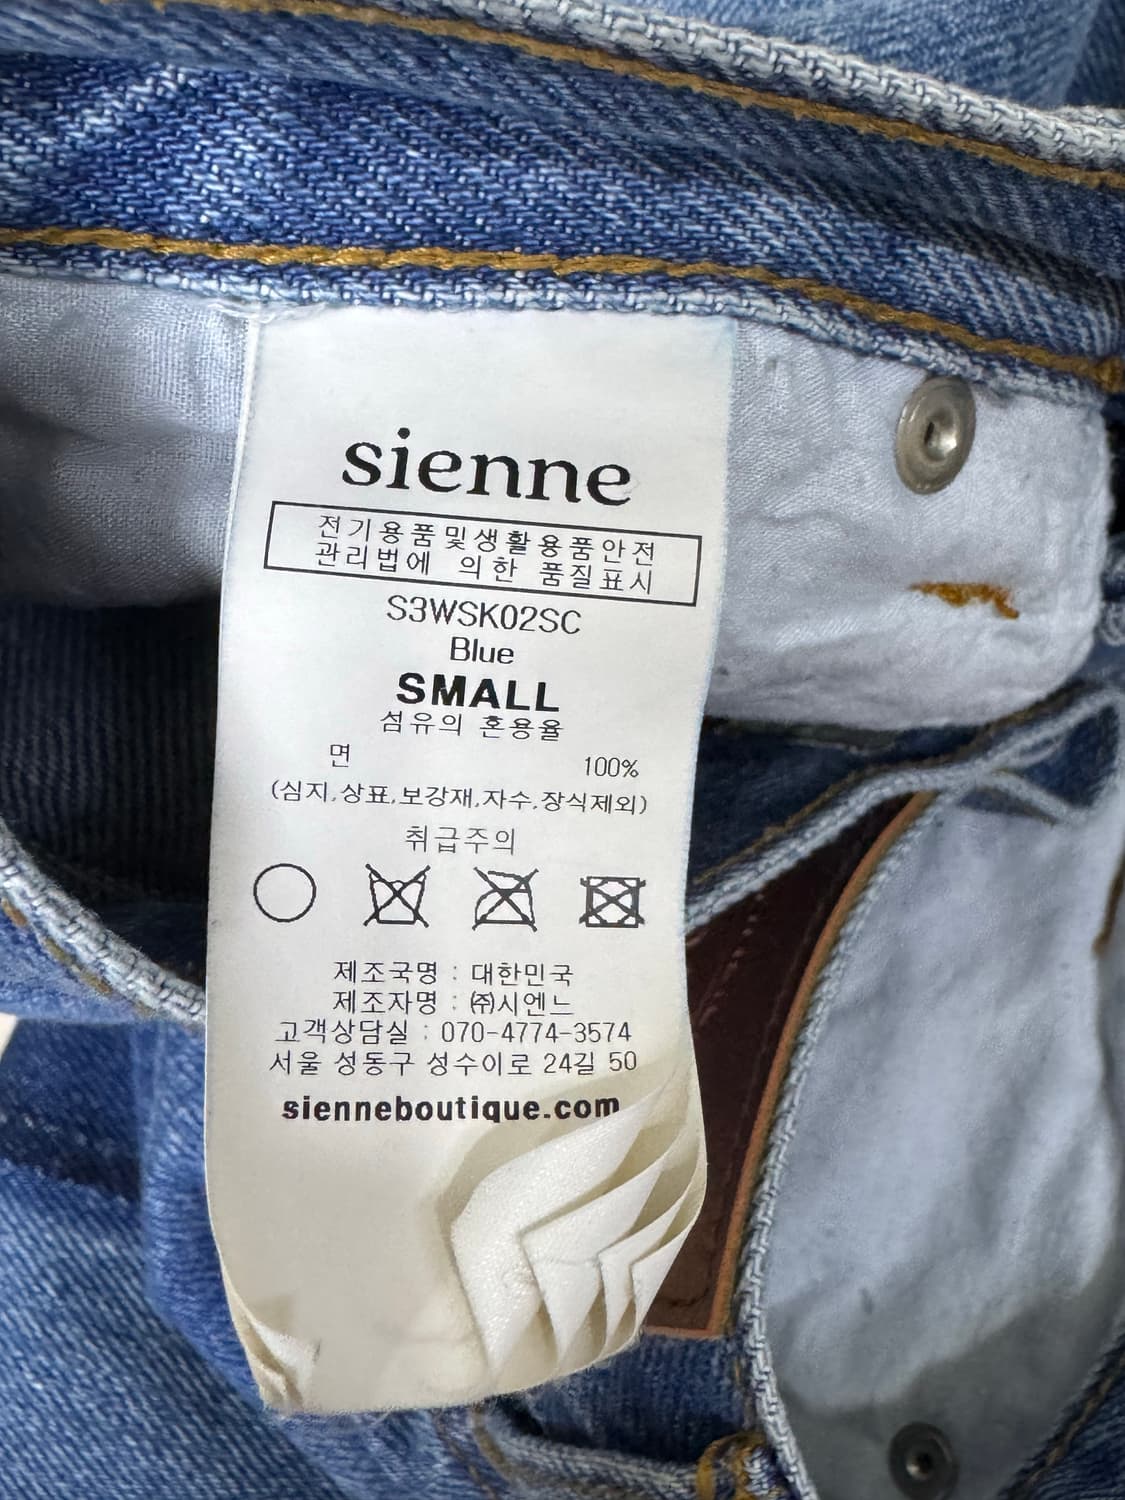 sienne
전기용품및생활용품안전
관리법에 의한 품질표시
S3WSK02SC
Blue
SMALL
섬유의 혼용율
면 100%
(심지,상표,보강재,자수,장식제외)
취급주의
제조국명 : 대한민국
제조자명 : ㈜시엔느
고객상담실 : 070-4774-3574
서울 성동구 성수이로 24길 50
sienneboutique.com